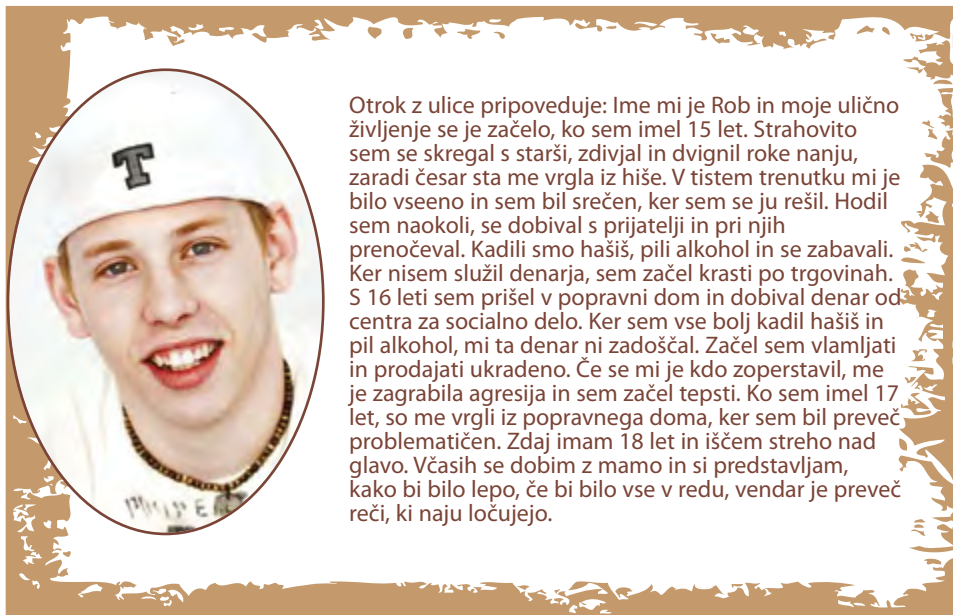 T
Otrok z ulice pripoveduje: Ime mi je Rob in moje ulično
življenje se je začelo, ko sem imel 15 let. Strahovito
sem se skregal s starši, zdivjal in dvignil roke nanju,
zaradi česar sta me vrgla iz hiše. V tistem trenutku mi je
bilo vseeno in sem bil srečen, ker sem se ju rešil. Hodil
sem naokoli, se dobival s prijatelji in pri njih
prenočeval. Kadili smo hašiš, pili alkohol in se zabavali.
Ker nisem služil denarja, sem začel krasti po trgovinah.
S 16 leti sem prišel v popravni dom in dobival denar od
centra za socialno delo. Ker sem vse bolj kadil hašiš in
pil alkohol, mi ta denar ni zadoščal. Začel sem vlamljati
in prodajati ukradeno. Če se mi je kdo zoperstavil, me
je zagrabila agresija in sem začel tepsti. Ko sem imel 17
let, so me vrgli iz popravnega doma, ker sem bil preveč
problematičen. Zdaj imam 18 let in iščem streho nad
glavo. Včasih se dobim z mamo in si predstavljam,
kako bi bilo lepo, če bi bilo vse v redu, vendar je preveč
reči, ki naju ločujejo.